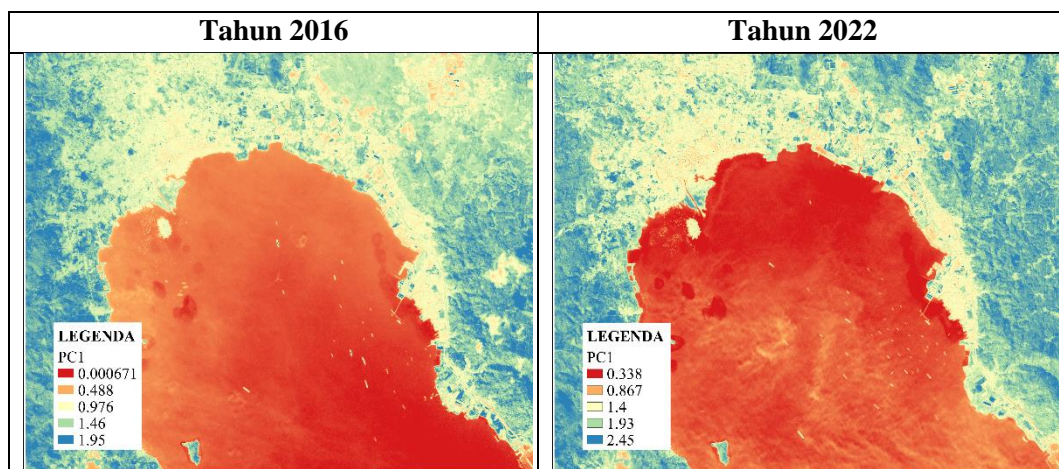 Tahun 2016
Tahun 2022
LEGENDA
PC1
0.000671
0.488
0.976
1.46
1.95
LEGENDA
PC1
0.338
0.867
1.4
1.93
2.45